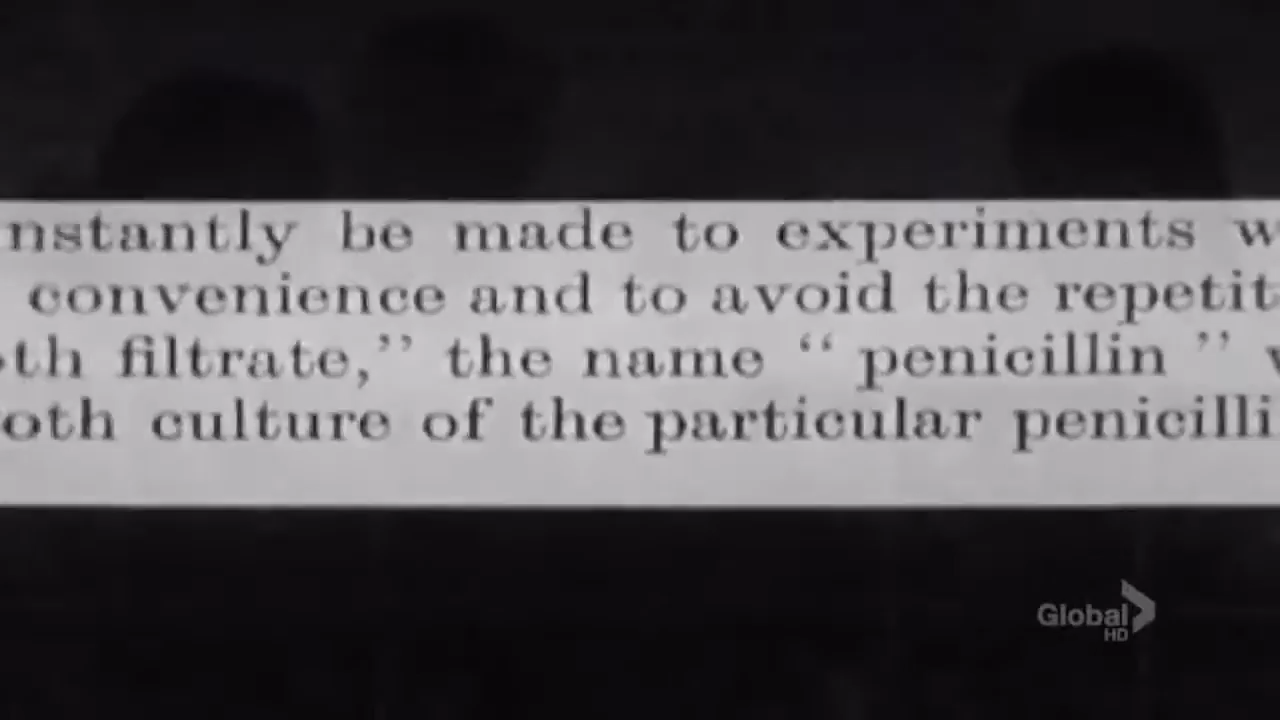 nstantly be made to experiments w
convenience and to avoid the repetit
th filtrate,” the name “ penicillin ”
oth culture of the particular penicilli
Global
HD